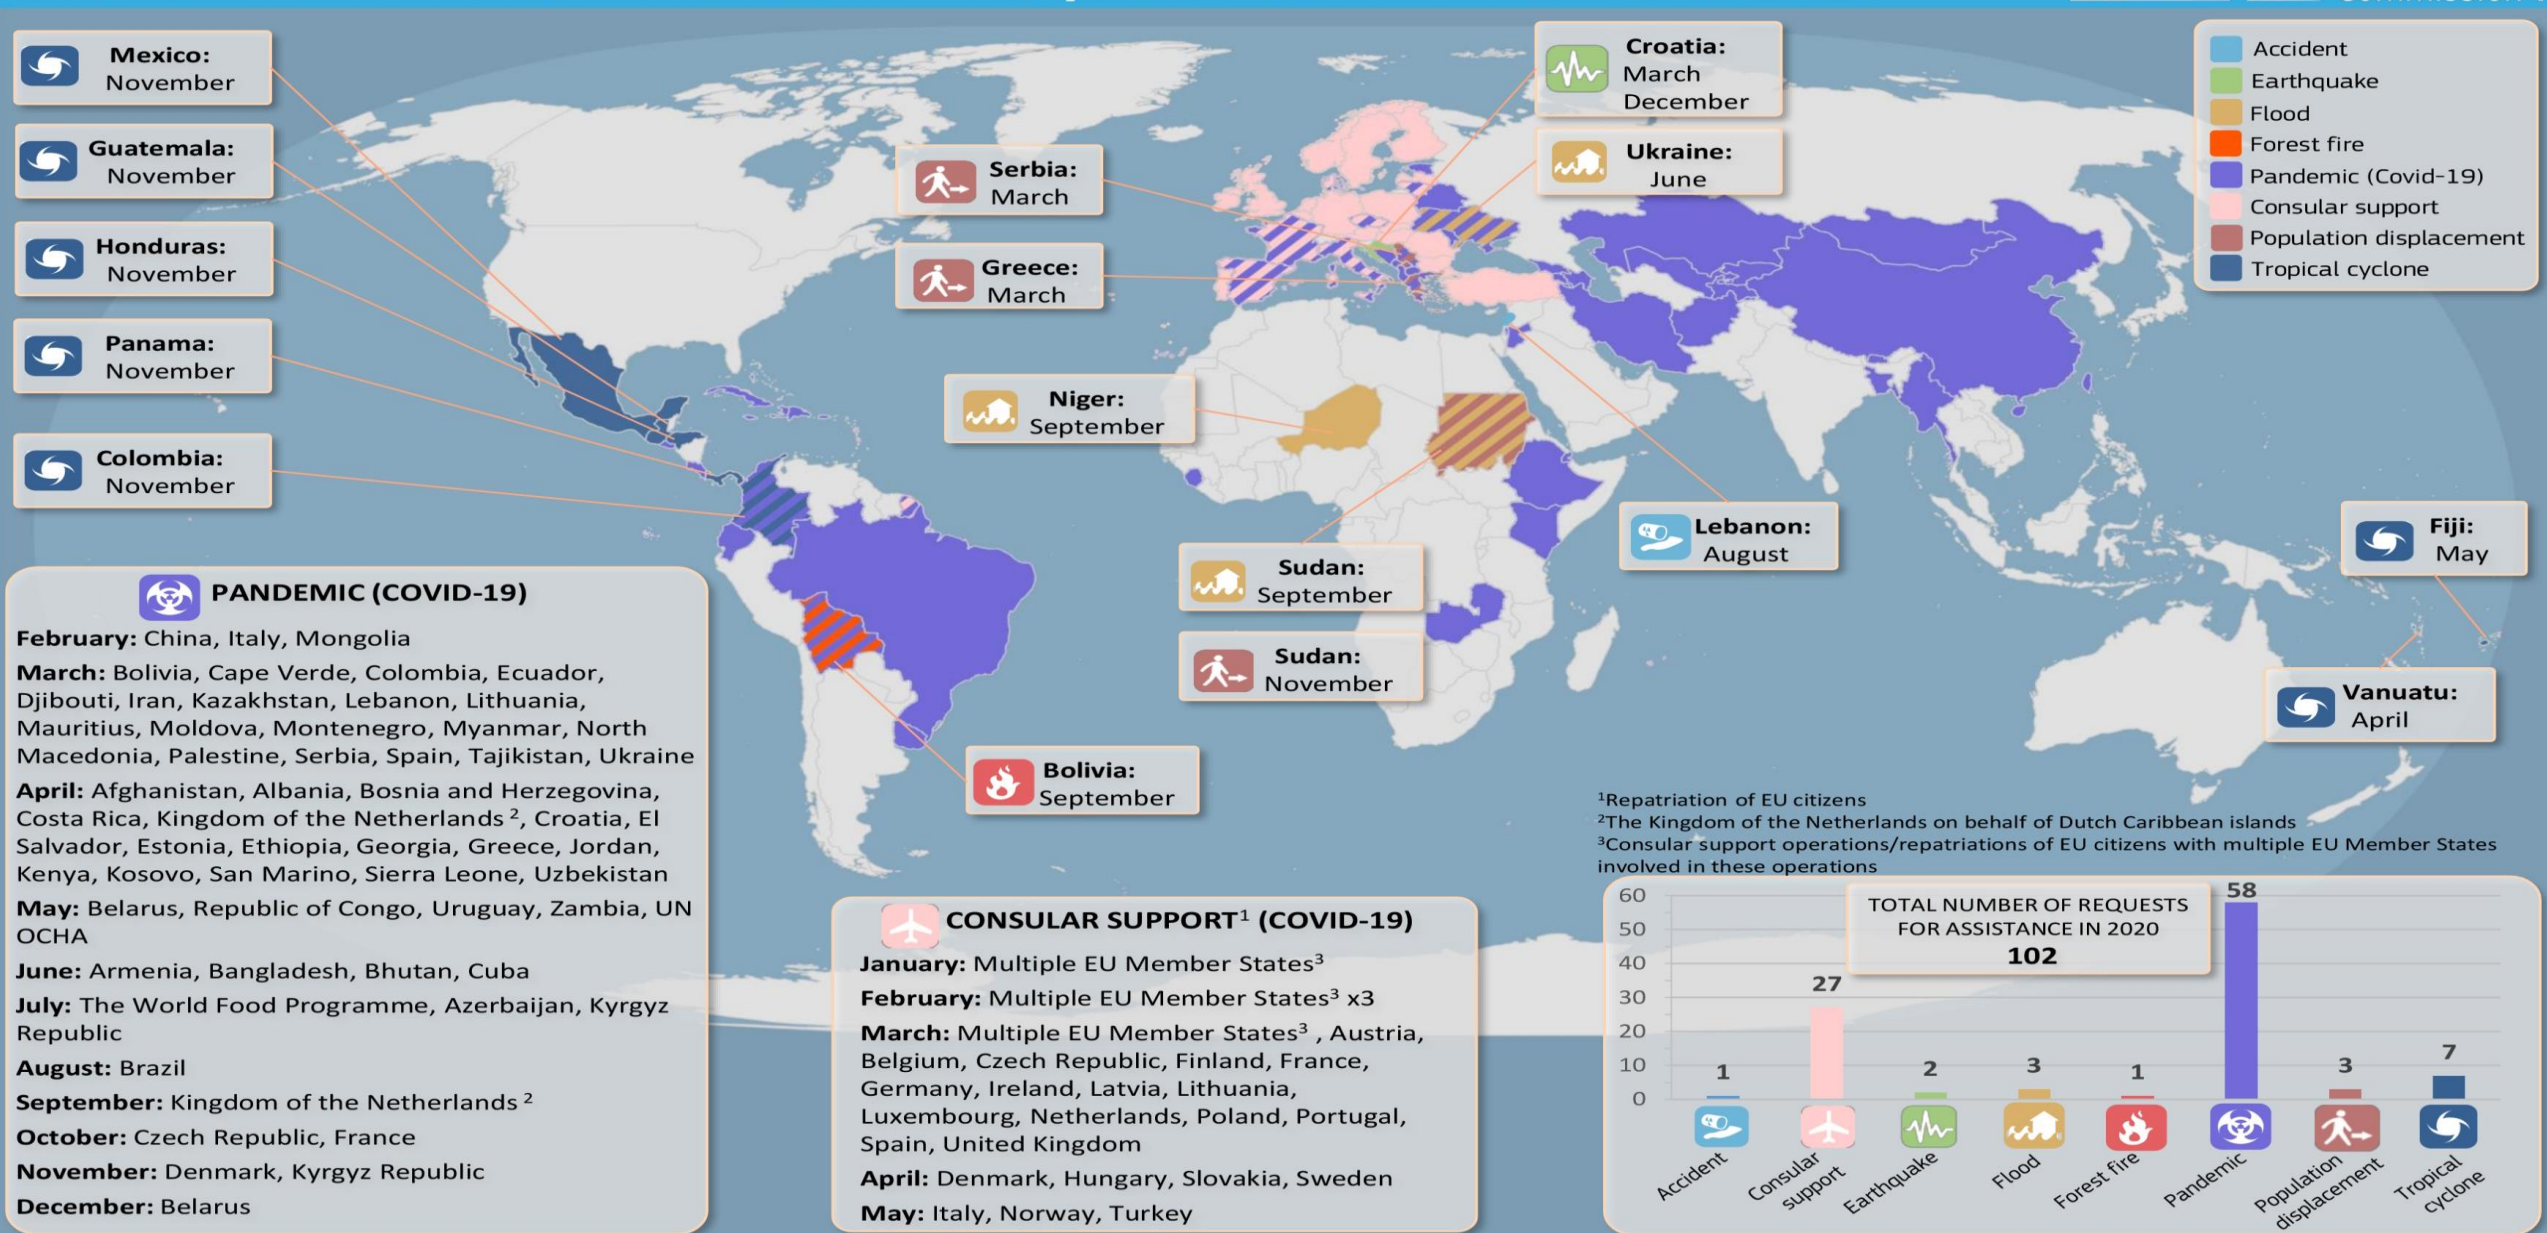 Mexico:
November
Guatemala:
November
Honduras:
November
Panama:
November
Colombia:
November
Serbia:
March
Greece:
March
Croatia:
March
December
Ukraine:
June
Niger:
September
Sudan:
September
Sudan:
November
Lebanon:
August
Bolivia:
September
Fiji:
May
Vanuatu:
April
Accident
Earthquake
Flood
Forest fire
Pandemic (Covid-19)
Consular support
Population displacement
Tropical cyclone
PANDEMIC (COVID-19)
February: China, Italy, Mongolia
March: Bolivia, Cape Verde, Colombia, Ecuador,
Djibouti, Iran, Kazakhstan, Lebanon, Lithuania,
Mauritius, Moldova, Montenegro, Myanmar, North
Macedonia, Palestine, Serbia, Spain, Tajikistan, Ukraine
April: Afghanistan, Albania, Bosnia and Herzegovina,
Costa Rica, Kingdom of the Netherlands ², Croatia, El
Salvador, Estonia, Ethiopia, Georgia, Greece, Jordan,
Kenya, Kosovo, San Marino, Sierra Leone, Uzbekistan
May: Belarus, Republic of Congo, Uruguay, Zambia, UN
OCHA
June: Armenia, Bangladesh, Bhutan, Cuba
July: The World Food Programme, Azerbaijan, Kyrgyz
Republic
August: Brazil
September: Kingdom of the Netherlands ²
October: Czech Republic, France
November: Denmark, Kyrgyz Republic
December: Belarus
CONSULAR SUPPORT¹ (COVID-19)
January: Multiple EU Member States³
February: Multiple EU Member States³ x3
March: Multiple EU Member States³ , Austria,
Belgium, Czech Republic, Finland, France,
Germany, Ireland, Latvia, Lithuania,
Luxembourg, Netherlands, Poland, Portugal,
Spain, United Kingdom
April: Denmark, Hungary, Slovakia, Sweden
May: Italy, Norway, Turkey
¹Repatriation of EU citizens
²The Kingdom of the Netherlands on behalf of Dutch Caribbean islands
³Consular support operations/repatriations of EU citizens with multiple EU Member States
involved in these operations
TOTAL NUMBER OF REQUESTS
FOR ASSISTANCE IN 2020
102
60
50
40
30
20
10
0
1
27
2
3
1
58
3
7
Accident
Consular
support
Earthquake
Flood
Forest fire
Pandemic
Population
displacement
Tropical
cyclone